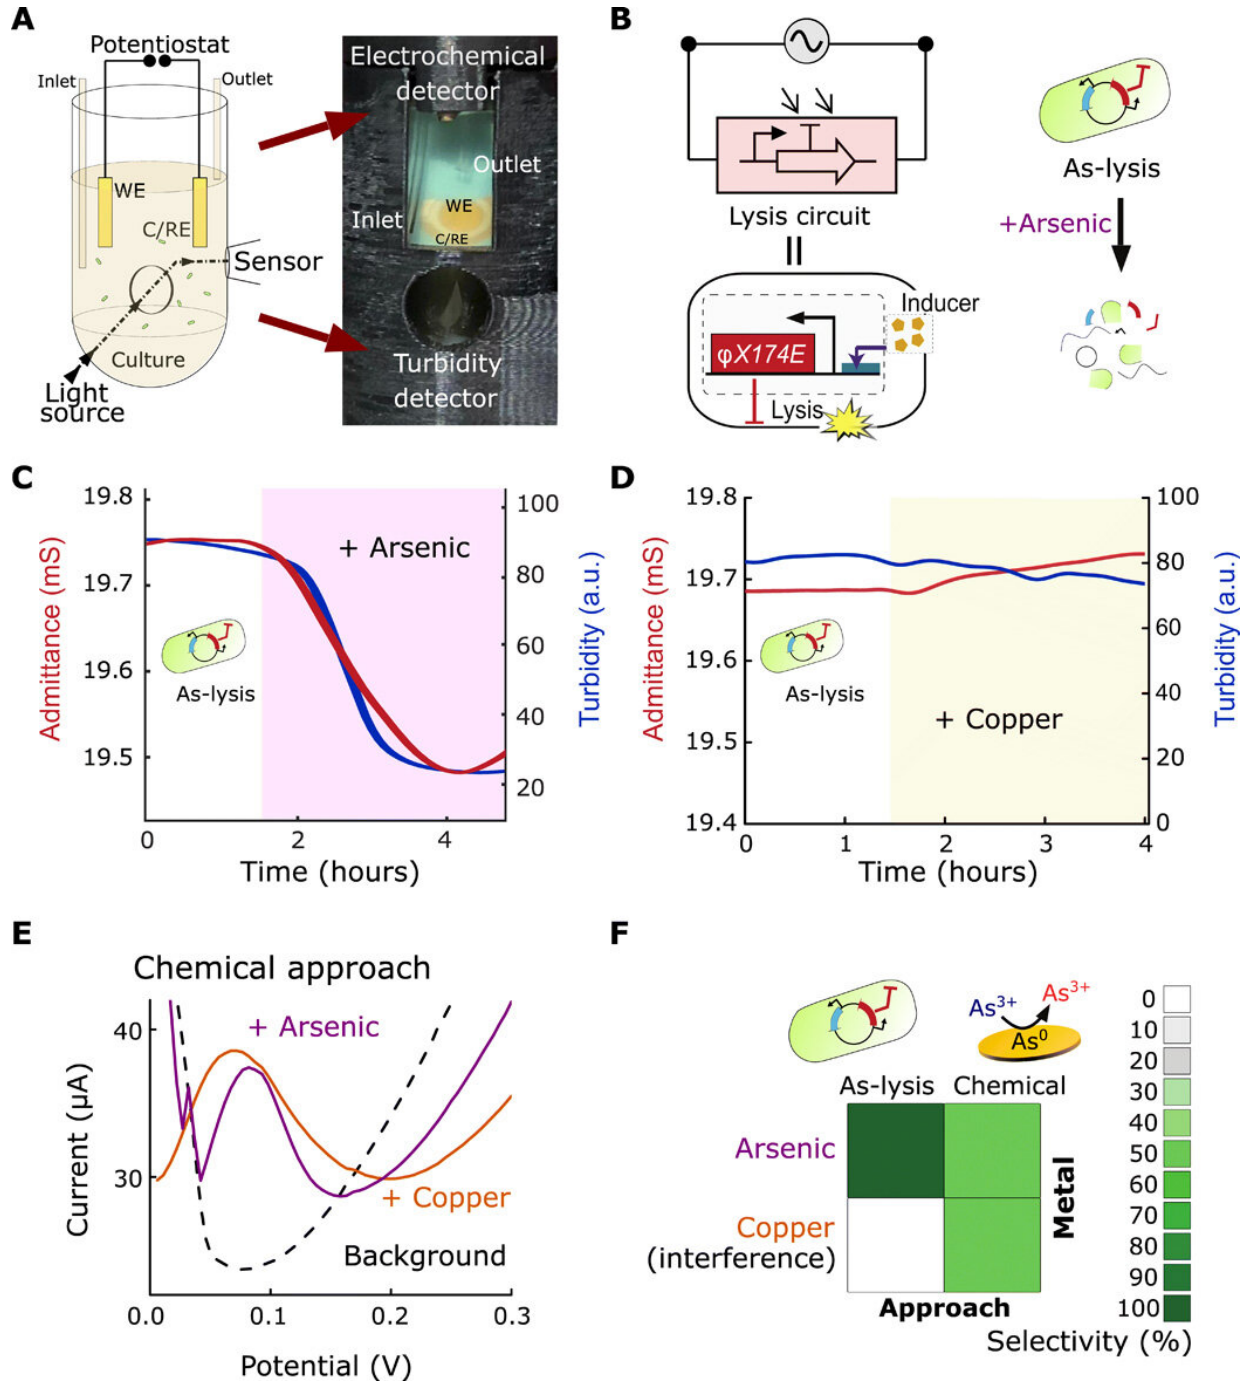 A
Potentiostat
Inlet
Outlet
WE
C/RE
Sensor
Culture
Light
source
Electrochemical
detector
Outlet
Inlet
WE
C/RE
Turbidity
detector
B
Lysis circuit
φX174E
Inducer
Lysis
As-lysis
+Arsenic
C
19.8
19.7
19.6
19.5
Admittance (mS)
+ Arsenic
As-lysis
100
80
60
40
20
Turbidity (a.u.)
0
2
4
Time (hours)
D
19.8
19.7
19.6
19.5
19.4
Admittance (mS)
As-lysis
+ Copper
100
80
60
40
20
0
Turbidity (a.u.)
0
1
2
3
4
Time (hours)
E
Chemical approach
40
30
Current (µA)
+ Arsenic
+ Copper
Background
0.0
0.1
0.2
0.3
Potential (V)
F
As3+
As3+
As0
As-lysis
Chemical
Arsenic
Copper
(interference)
Metal
Approach
0
10
20
30
40
50
60
70
80
90
100
Selectivity (%)